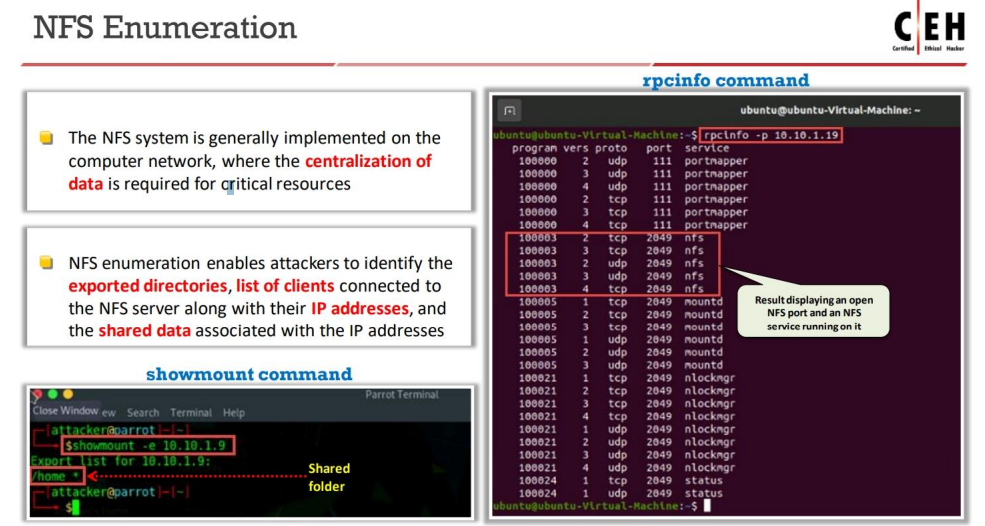 NFS Enumeration
CEH
Certified Ethical Hacker
The NFS system is generally implemented on the
computer network, where the centralization of
data is required for critical resources
NFS enumeration enables attackers to identify the
exported directories, list of clients connected to
the NFS server along with their IP addresses, and
the shared data associated with the IP addresses
showmount command
Parrot Terminal
Close Window ew Search Terminal Help
[attacker@parrot]-[~]
$showmount -e 10.10.1.9
Export list for 10.10.1.9:
/home *
Shared
folder
[attacker@parrot]-[~]
$
rpcinfo command
ubuntu@ubuntu-Virtual-Machine: ~
ubuntu@ubuntu-Virtual-Machine:~$ rpcinfo -p 10.10.1.19
program vers proto port service
100000 2 udp 111 portmapper
100000 3 udp 111 portmapper
100000 4 udp 111 portmapper
100000 2 tcp 111 portmapper
100000 3 tcp 111 portmapper
100000 4 tcp 111 portmapper
100003 2 tcp 2049 nfs
100003 3 tcp 2049 nfs
100003 2 udp 2049 nfs
100003 3 udp 2049 nfs
100003 4 tcp 2049 nfs
100005 1 tcp 2049 mountd
100005 2 tcp 2049 mountd
100005 3 tcp 2049 mountd
100005 1 udp 2049 mountd
100005 2 udp 2049 mountd
100005 3 udp 2049 mountd
100021 1 tcp 2049 nlockmgr
100021 2 tcp 2049 nlockmgr
100021 3 tcp 2049 nlockmgr
100021 4 tcp 2049 nlockmgr
100021 1 udp 2049 nlockmgr
100021 2 udp 2049 nlockmgr
100021 3 udp 2049 nlockmgr
100021 4 udp 2049 nlockmgr
100024 1 tcp 2049 status
100024 1 udp 2049 status
ubuntu@ubuntu-Virtual-Machine:~$
Result displaying an open
NFS port and an NFS
service running on it